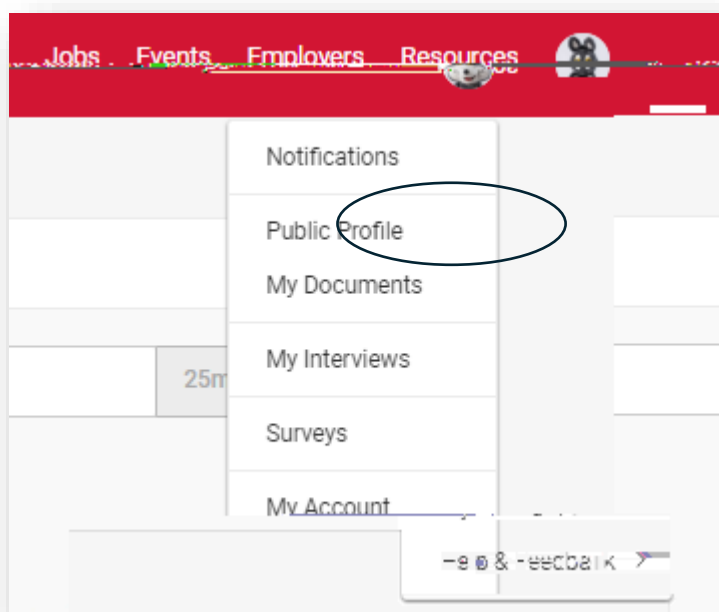 Jobs Events Employers Resources
Notifications
Public Profile
My Documents
My Interviews
25m
Surveys
My Account
&